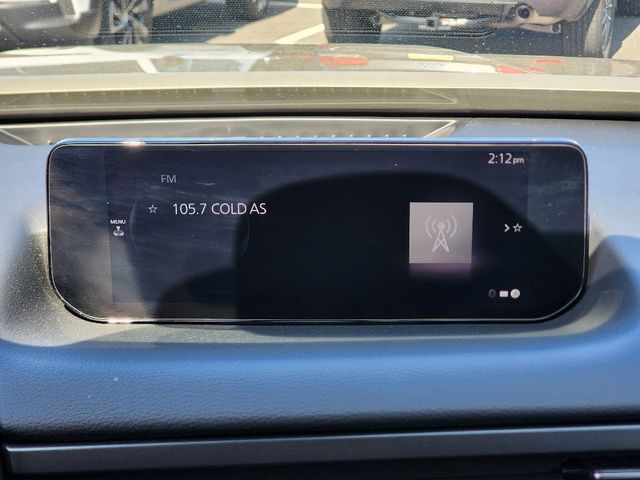 2:12pm
FM
105.7 COLD AS
MENU